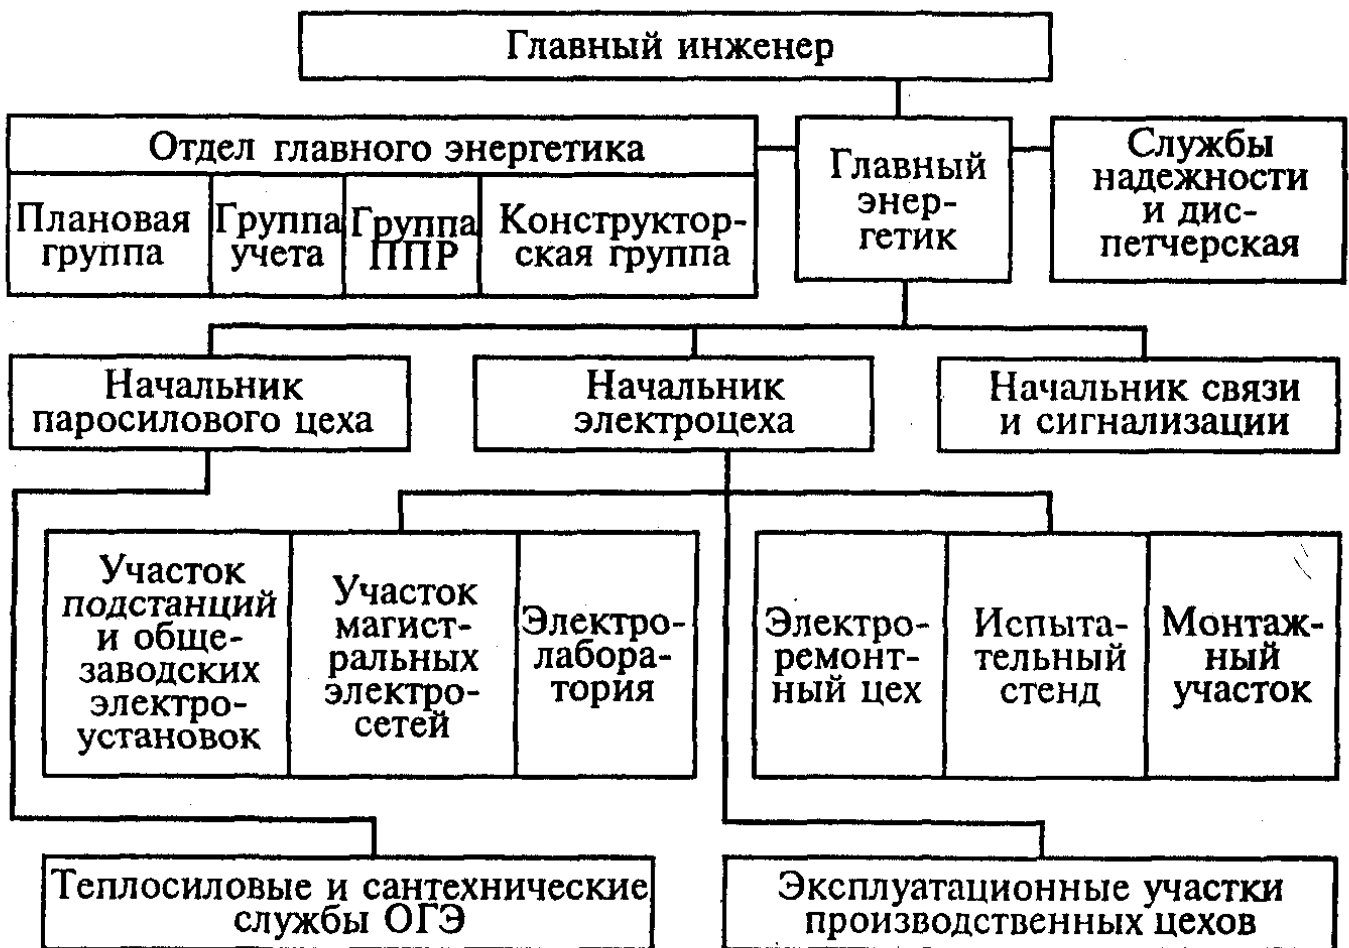 Главный инженер
Отдел главного энергетика
Плановая
группа
Группа
учета
Группа
ППР
Конструктор-
ская группа
Главный
энер-
гетик
Службы
надежности
и дис-
петчерская
Начальник
паросилового цеха
Начальник
электроцеха
Начальник связи
и сигнализации
Участок
подстанций
и обще-
заводских
электро-
установок
Участок
магист-
ральных
электро-
сетей
Электро-
лабора-
тория
Электро-
ремонт-
ный цех
Испыта-
тельный
стенд
Монтаж-
ный
участок
Теплосиловые и сантехнические
службы ОГЭ
Эксплуатационные участки
производственных цехов